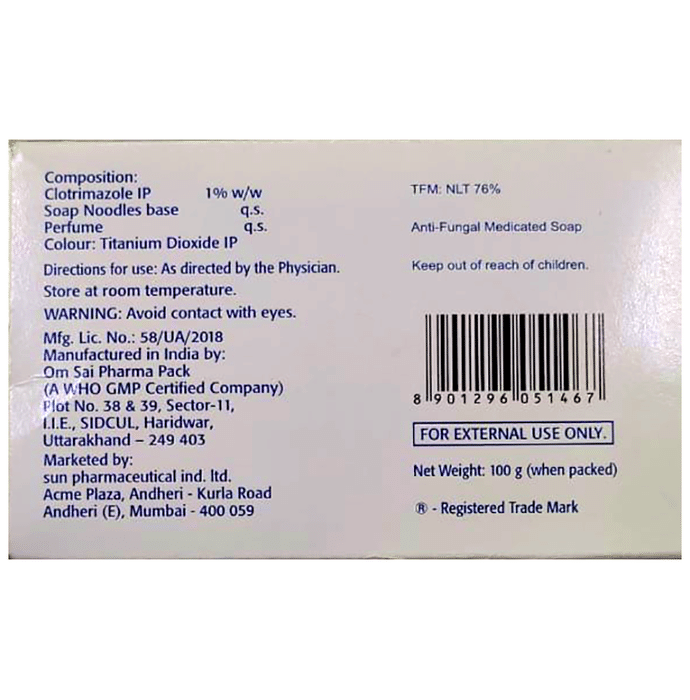 Composition:
Clotrimazole IP 1% w/w
Soap Noodles base q.s.
Perfume q.s.
Colour: Titanium Dioxide IP
Directions for use: As directed by the Physician.
Store at room temperature.
WARNING: Avoid contact with eyes.
Mfg. Lic. No.: 58/UA/2018
Manufactured in India by:
Om Sai Pharma Pack
(A WHO GMP Certified Company)
Plot No. 38 & 39, Sector-11,
I.I.E., SIDCUL, Haridwar,
Uttarakhand – 249 403
Marketed by:
sun pharmaceutical ind. ltd.
Acme Plaza, Andheri - Kurla Road
Andheri (E), Mumbai - 400 059
TFM: NLT 76%
Anti-Fungal Medicated Soap
Keep out of reach of children.
8 901296 051467
FOR EXTERNAL USE ONLY.
Net Weight: 100 g (when packed)
® - Registered Trade Mark